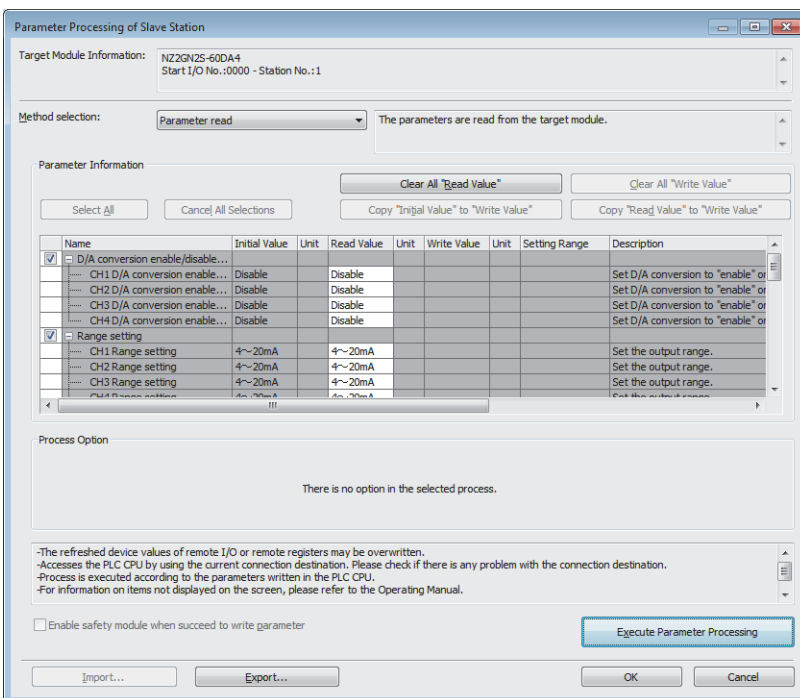 Parameter Processing of Slave Station
Target Module Information:
NZ2GN2S-60DA4
Start I/O No.:0000 - Station No.:1
Method selection:
Parameter read
The parameters are read from the target module.
Parameter Information
Clear All "Read Value"
Clear All "Write Value"
Select All
Cancel All Selections
Copy "Initial Value" to "Write Value"
Copy "Read Value" to "Write Value"
Name Initial Value Unit Read Value Unit Write Value Unit Setting Range Description
D/A conversion enable/disable...
CH1 D/A conversion enable... Disable Disable Set D/A conversion to "enable" or
CH2 D/A conversion enable... Disable Disable Set D/A conversion to "enable" or
CH3 D/A conversion enable... Disable Disable Set D/A conversion to "enable" or
CH4 D/A conversion enable... Disable Disable Set D/A conversion to "enable" or
Range setting
CH1 Range setting 4～20mA 4～20mA Set the output range.
CH2 Range setting 4～20mA 4～20mA Set the output range.
CH3 Range setting 4～20mA 4～20mA Set the output range.
CH4 Range setting 4～20mA 4～20mA Set the output range.
Process Option
There is no option in the selected process.
-The refreshed device values of remote I/O or remote registers may be overwritten.
-Accesses the PLC CPU by using the current connection destination. Please check if there is any problem with the connection destination.
-Process is executed according to the parameters written in the PLC CPU.
-For information on items not displayed on the screen, please refer to the Operating Manual.
Enable safety module when succeed to write parameter
Execute Parameter Processing
Import...
Export...
OK
Cancel